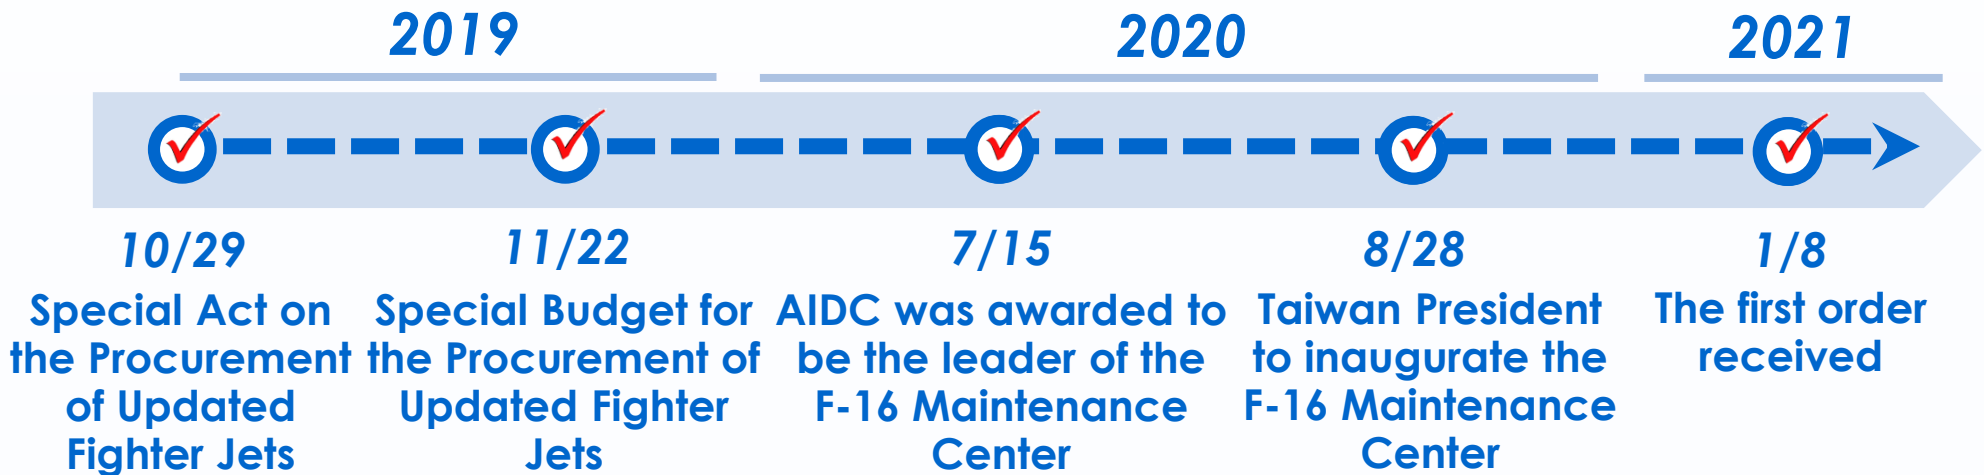 2019
2020
2021
10/29
Special Act on
the Procurement
of Updated
Fighter Jets
11/22
Special Budget for
the Procurement of
Updated Fighter
Jets
7/15
AIDC was awarded to
be the leader of the
F-16 Maintenance
Center
8/28
Taiwan President
to inaugurate the
F-16 Maintenance
Center
1/8
The first order
received